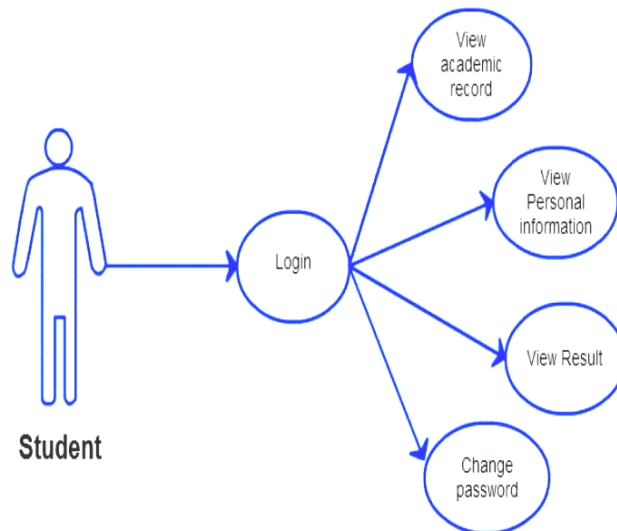 View
academic
record
View
Personal
information
Login
View Result
Student
Change
password